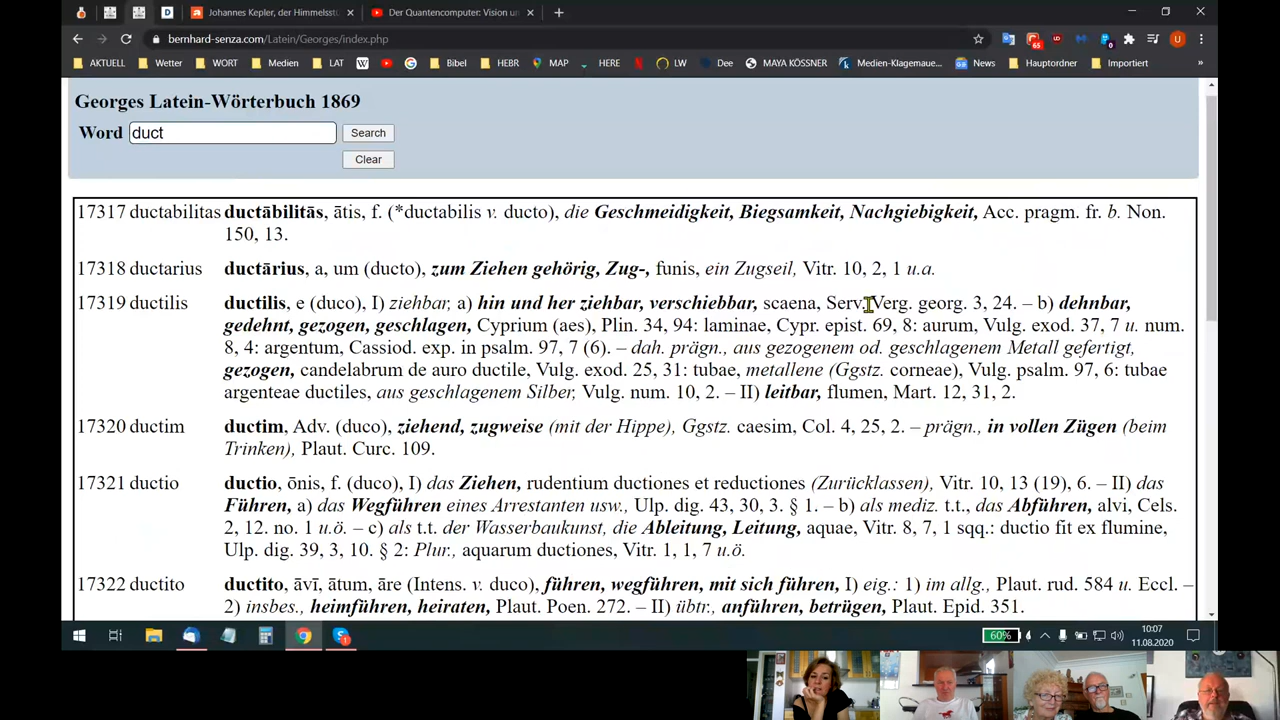 Johannes Kepler, der Himmelsst
Der Quantencomputer: Vision u
bernhard-senza.com/Latein/Georges/index.php
65
0
U
AKTUELL Wetter WORT Medien LAT Bibel HEBR MAP HERE LW Dee MAYA KÖSSNER Medien-Klagemaue... News Hauptordner Importiert »
Georges Latein-Wörterbuch 1869
Word duct Search
Clear
17317 ductabilitas ductābilitās, ātis, f. (*ductabilis v. ducto), die Geschmeidigkeit, Biegsamkeit, Nachgiebigkeit, Acc. pragm. fr. b. Non.
150, 13.
17318 ductarius ductārius, a, um (ducto), zum Ziehen gehörig, Zug-, funis, ein Zugseil, Vitr. 10, 2, 1 u.a.
17319 ductilis ductilis, e (duco), I) ziehbar, a) hin und her ziehbar, verschiebbar, scaena, Serv. Verg. georg. 3, 24. – b) dehnbar,
gedehnt, gezogen, geschlagen, Cyprium (aes), Plin. 34, 94: laminae, Cypr. epist. 69, 8: aurum, Vulg. exod. 37, 7 u. num.
8, 4: argentum, Cassiod. exp. in psalm. 97, 7 (6). – dah. prägn., aus gezogenem od. geschlagenem Metall gefertigt,
gezogen, candelabrum de auro ductile, Vulg. exod. 25, 31: tubae, metallene (Ggstz. corneae), Vulg. psalm. 97, 6: tubae
argenteae ductiles, aus geschlagenem Silber, Vulg. num. 10, 2. – II) leitbar, flumen, Mart. 12, 31, 2.
17320 ductim ductim, Adv. (duco), ziehend, zugweise (mit der Hippe), Ggstz. caesim, Col. 4, 25, 2. – prägn., in vollen Zügen (beim
Trinken), Plaut. Curc. 109.
17321 ductio ductio, ōnis, f. (duco), I) das Ziehen, rudentium ductiones et reductiones (Zurücklassen), Vitr. 10, 13 (19), 6. – II) das
Führen, a) das Wegführen eines Arrestanten usw., Ulp. dig. 43, 30, 3. § 1. – b) als mediz. t.t., das Abführen, alvi, Cels.
2, 12. no. 1 u.ö. – c) als t.t. der Wasserbaukunst, die Ableitung, Leitung, aquae, Vitr. 8, 7, 1 sqq.: ductio fit ex flumine,
Ulp. dig. 39, 3, 10. § 2: Plur., aquarum ductiones, Vitr. 1, 1, 7 u.ö.
17322 ductito ductito, āvī, ātum, āre (Intens. v. duco), führen, wegführen, mit sich führen, I) eig.: 1) im allg., Plaut. rud. 584 u. Eccl. –
2) insbes., heimführen, heiraten, Plaut. Poen. 272. – II) übtr., anführen, betrügen, Plaut. Epid. 351.
60% 10:07
11.08.2020